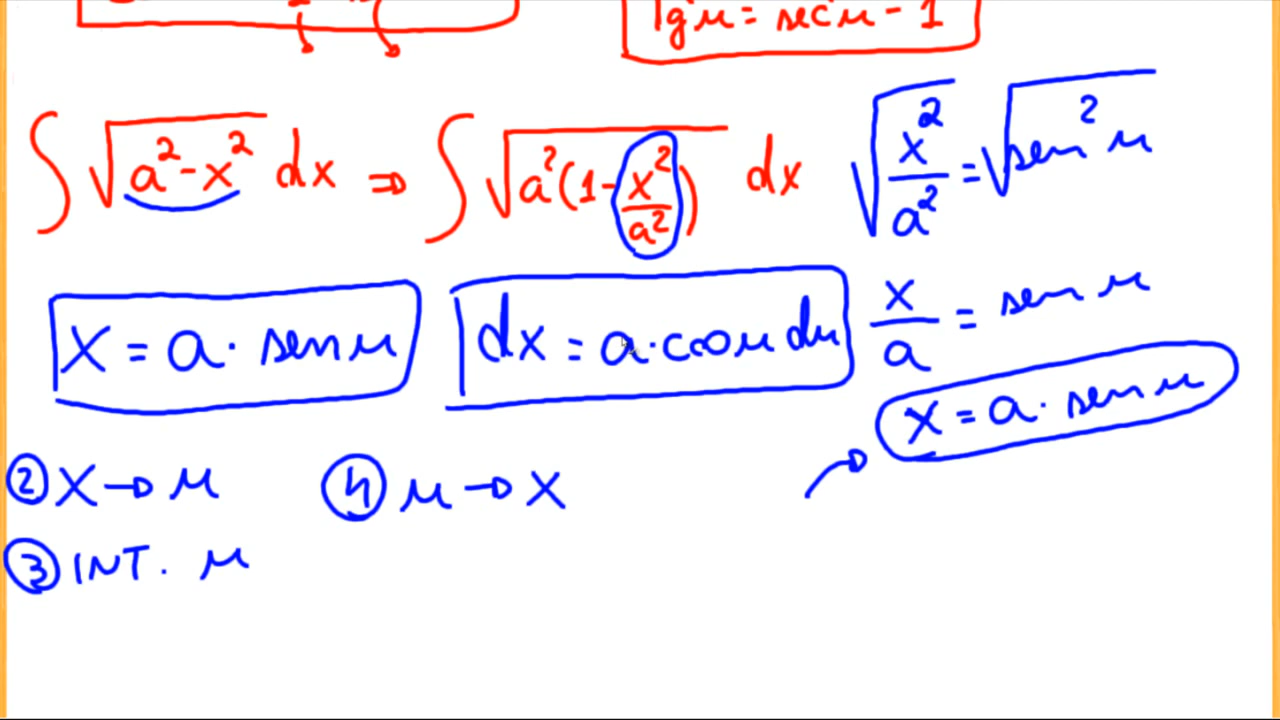 tg²u = sec²u - 1
∫ √(a² - x²) dx ⇒ ∫ √(a²(1 - x²/a²)) dx
√(x²/a²) = √(sen² u)
x = a · sen u
dx = a · cos u du
x/a = sen u
x = a · sen u
② x → u
④ u → x
③ INT. u